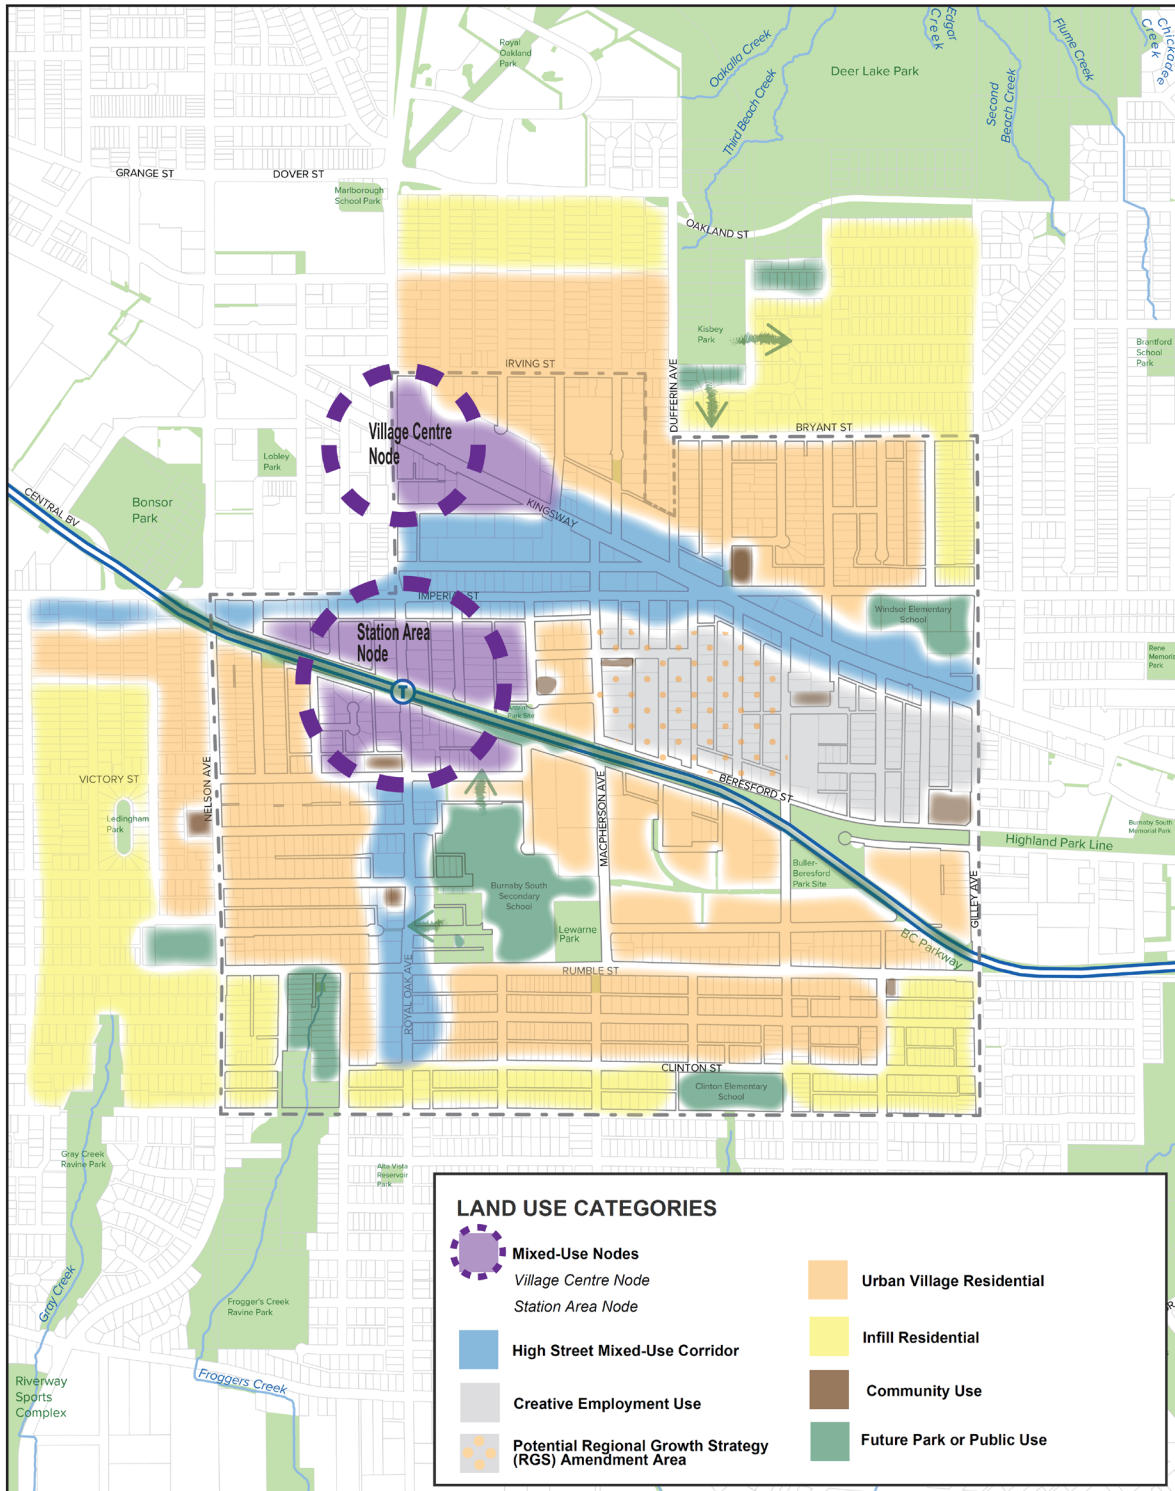 Royal
Oakland
Park
Oakalla Creek
Third Beach Creek
Deer Lake Park
Edgar
Creek
Second
Beach Creek
Flume Creek
Chickadee
Creek
GRANGE ST
DOVER ST
Marlborough
School Park
OAKLAND ST
Kisbey
Park
Brantford
School
Park
IRVING ST
DUFFERIN AVE
BRYANT ST
Village Centre
Node
Lobley
Park
Bonsor
Park
CENTRAL BV
KINGSWAY
IMPERIAL ST
Windsor Elementary
School
Station Area
Node
T
Park Site
Rene
Memorial
Park
VICTORY ST
NELSON AVE
Ledingham
Park
MACPHERSON AVE
BERESFORD ST
Burnaby South
Memorial Park
Highland Park Line
Buller-
Beresford
Park Site
Burnaby South
Secondary
School
Lewarne
Park
GILLEY AVE
BC Parkway
ROYAL OAK AVE
RUMBLE ST
CLINTON ST
Clinton Elementary
School
Gray Creek
Ravine Park
Alta Vista
Reservoir
Park
Gray Creek
Frogger's Creek
Ravine Park
Froggers Creek
Riverway
Sports
Complex
LAND USE CATEGORIES
Mixed-Use Nodes
Village Centre Node
Station Area Node
High Street Mixed-Use Corridor
Creative Employment Use
Potential Regional Growth Strategy
(RGS) Amendment Area
Urban Village Residential
Infill Residential
Community Use
Future Park or Public Use